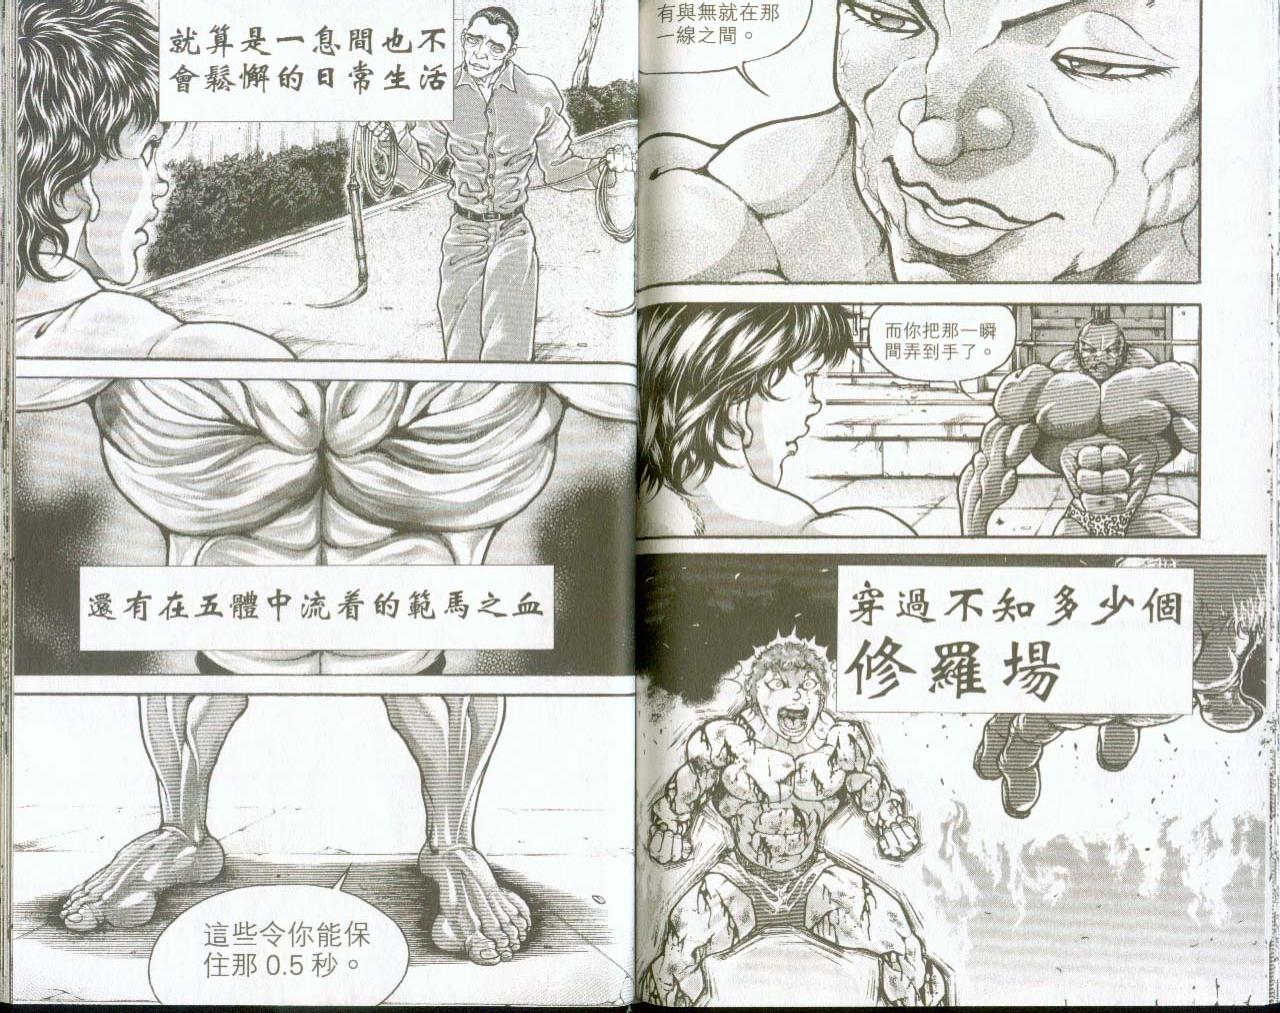 有與無就在那
一線之間。
而你把那一瞬
間弄到手了。
穿過不知多少個
修羅場
就算是一息間也不
會鬆懈的日常生活
還有在五體中流着的範馬之血
這些令你能保
住那 0.5 秒。